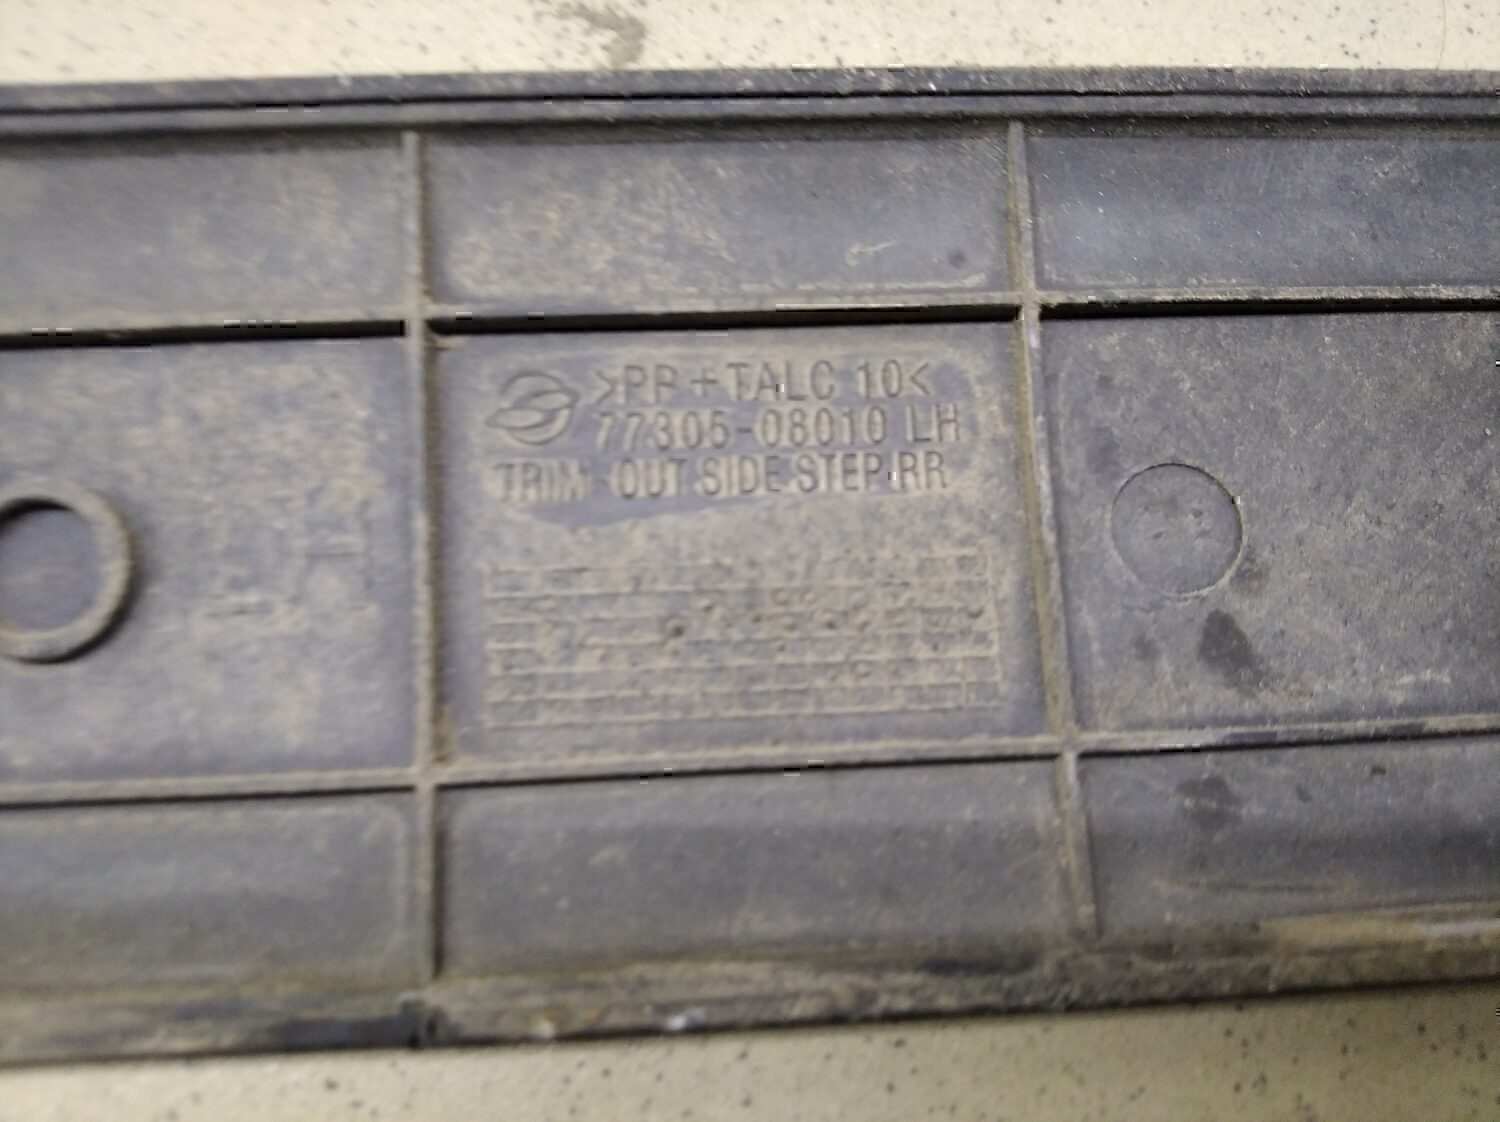 >PP+TALC 10<
77305-08010 LH
TRIM-OUT SIDE STEP,RR